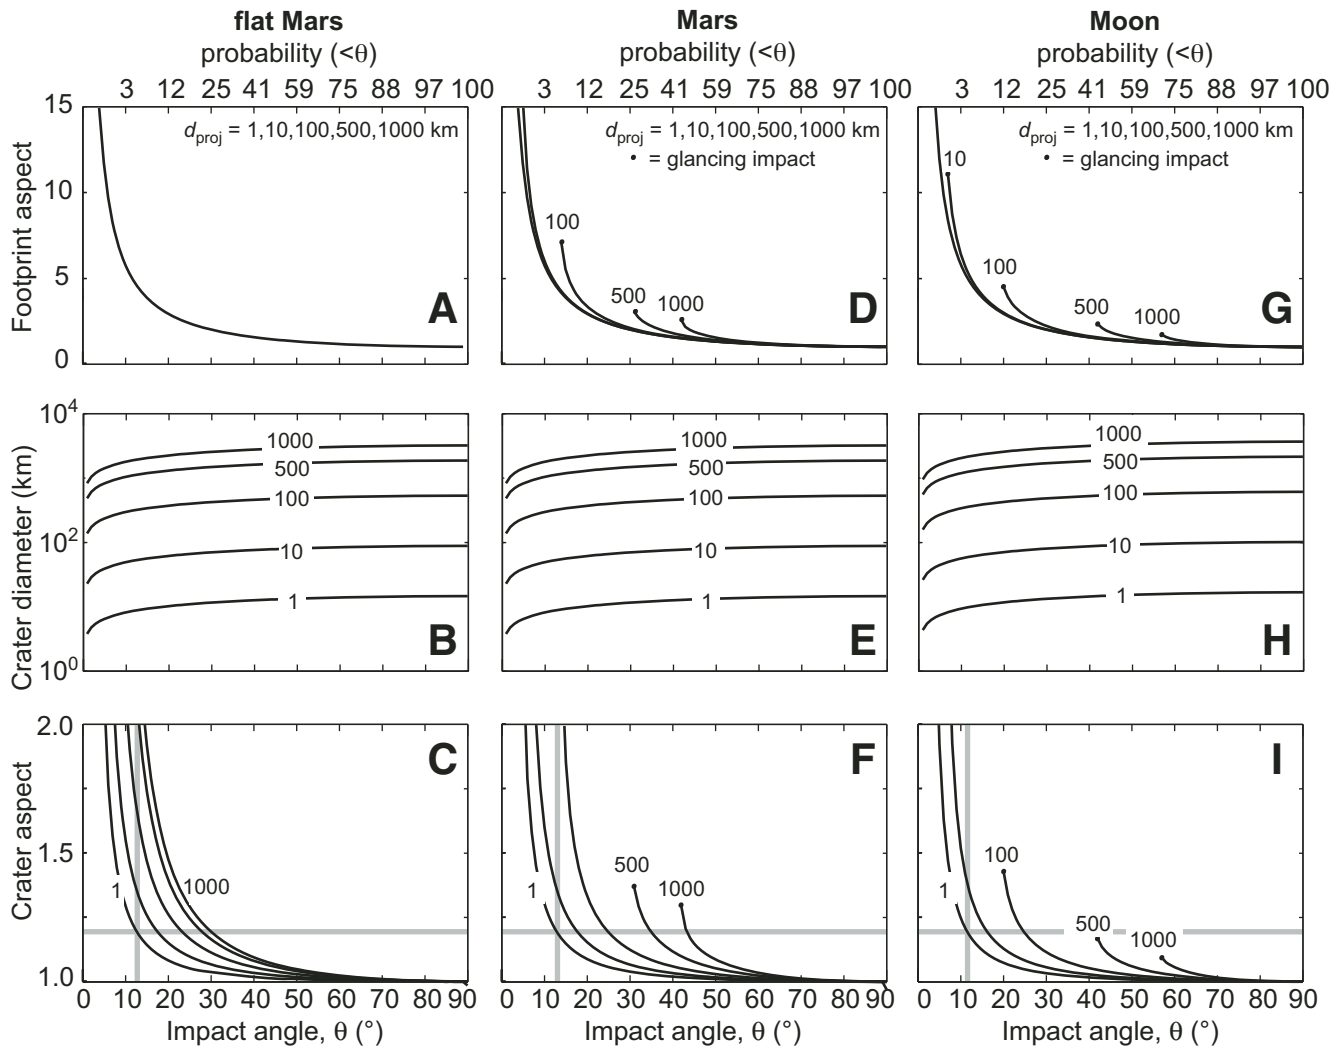 flat Mars
probability (<θ)
3 12 25 41 59 75 88 97 100
Mars
probability (<θ)
3 12 25 41 59 75 88 97 100
Moon
probability (<θ)
3 12 25 41 59 75 88 97 100
Footprint aspect
15
10
5
0
dproj = 1,10,100,500,1000 km
A
dproj = 1,10,100,500,1000 km
• = glancing impact
100
500
1000
D
dproj = 1,10,100,500,1000 km
• = glancing impact
10
100
500
1000
G
Crater diameter (km)
10⁴
10²
10⁰
1000
500
100
10
1
B
1000
500
100
10
1
E
1000
500
100
10
1
H
Crater aspect
2.0
1.5
1.0
1
1000
C
1
500
1000
F
1
100
500
1000
I
0 10 20 30 40 50 60 70 80 90
Impact angle, θ (°)
0 10 20 30 40 50 60 70 80 90
Impact angle, θ (°)
0 10 20 30 40 50 60 70 80 90
Impact angle, θ (°)